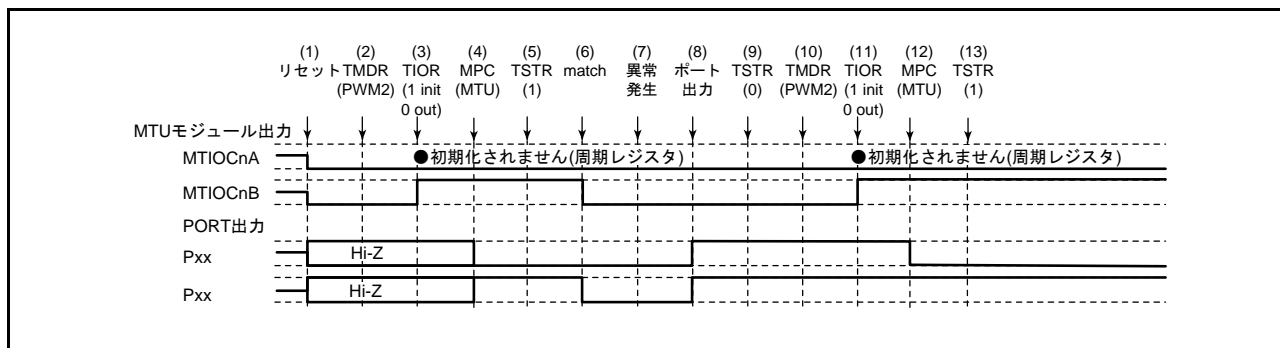 (1) (2) (3) (4) (5) (6) (7) (8) (9) (10) (11) (12) (13)
リセット TMDR TIOR MPC TSTR match 異常 ポート TSTR TMDR TIOR MPC TSTR
(PWM2) (1 init (MTU) (1) 発生 出力 (0) (PWM2) (1 init (MTU) (1)
0 out) 0 out)
MTUモジュール出力
MTIOCnA ●初期化されません(周期レジスタ) ●初期化されません(周期レジスタ)
MTIOCnB
PORT出力
Pxx Hi-Z
Pxx Hi-Z